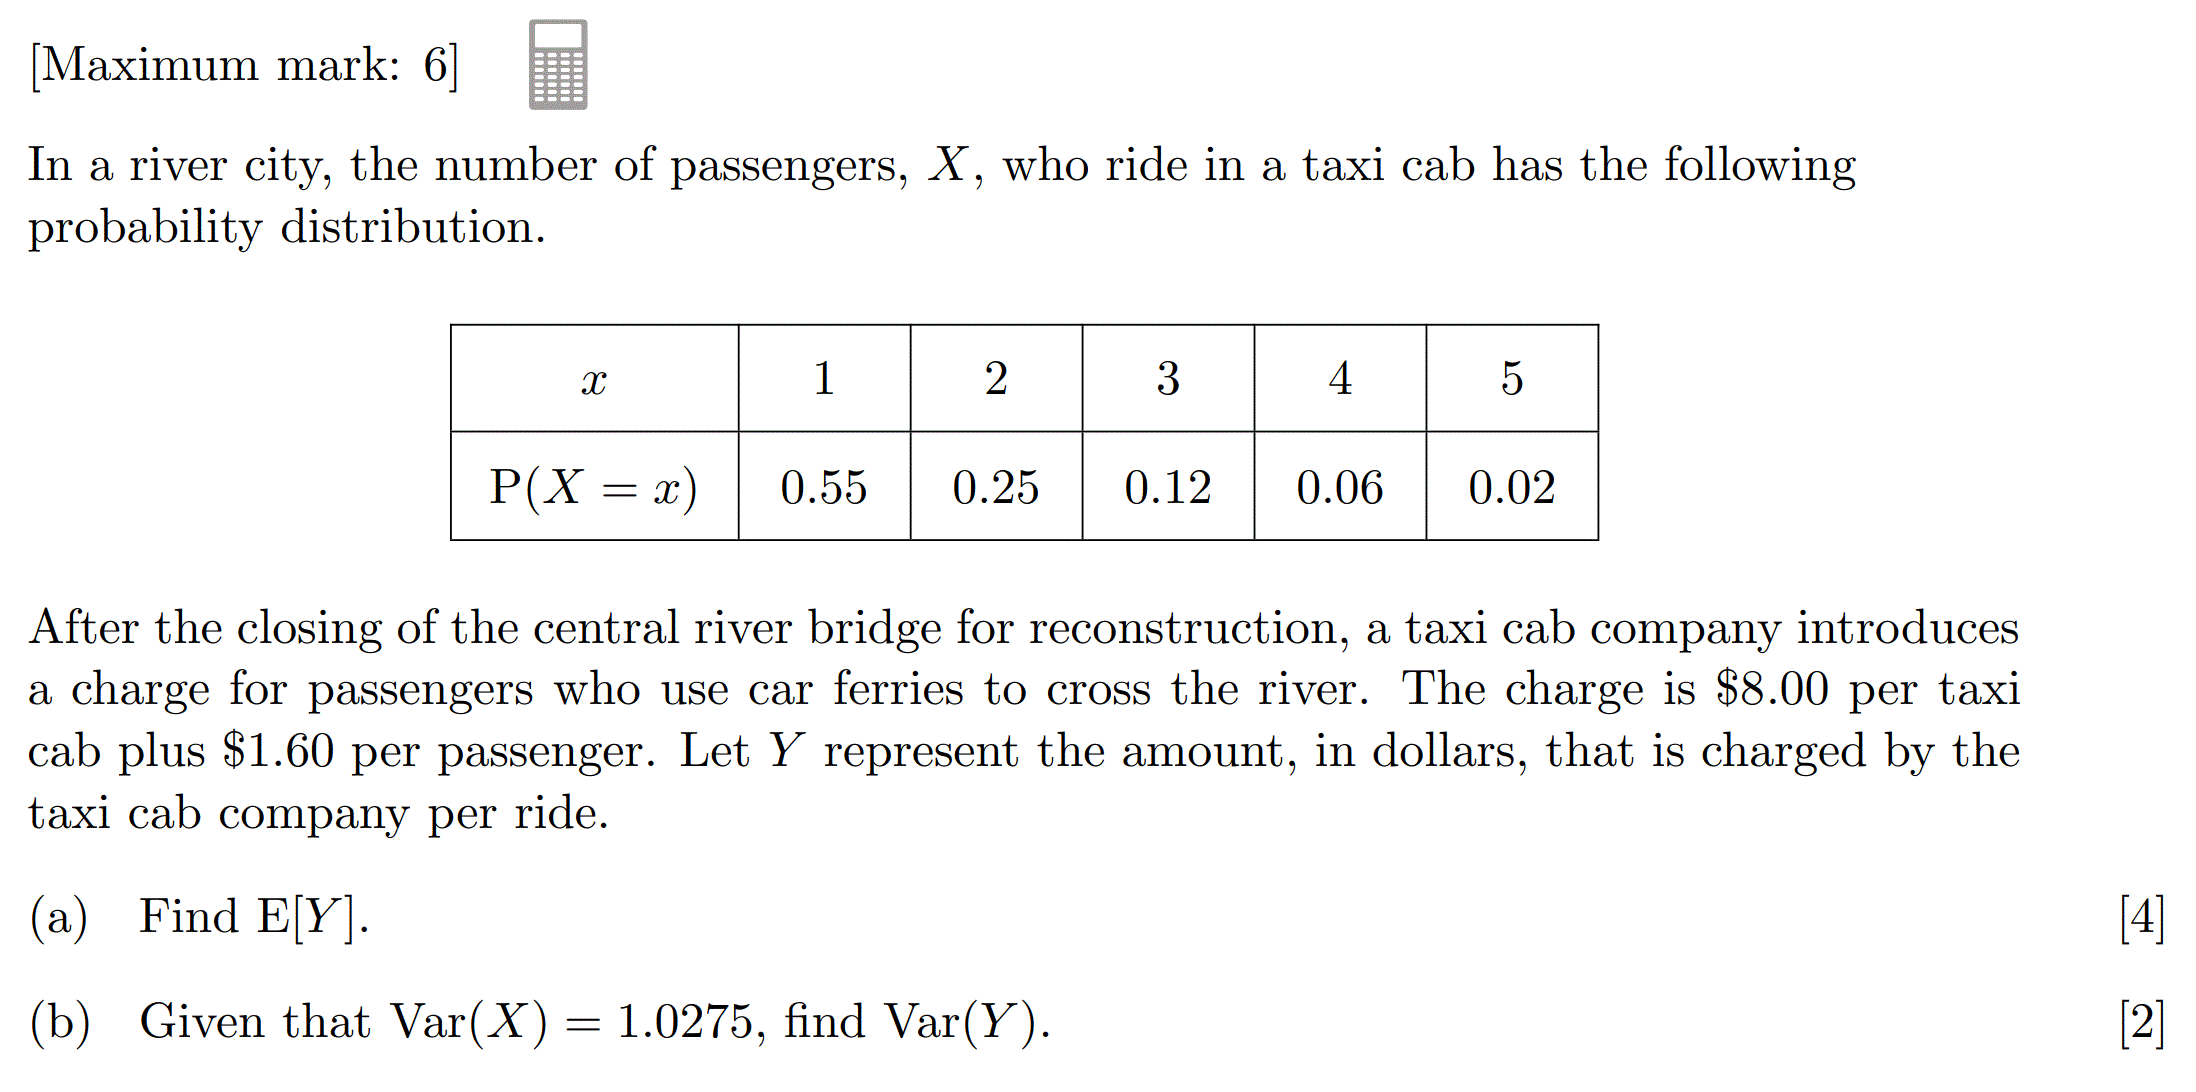 [Maximum mark: 6]
In a river city, the number of passengers, X, who ride in a taxi cab has the following
probability distribution.
x 1 2 3 4 5
P(X = x) 0.55 0.25 0.12 0.06 0.02
After the closing of the central river bridge for reconstruction, a taxi cab company introduces
a charge for passengers who use car ferries to cross the river. The charge is $8.00 per taxi
cab plus $1.60 per passenger. Let Y represent the amount, in dollars, that is charged by the
taxi cab company per ride.
(a) Find E[Y]. [4]
(b) Given that Var(X) = 1.0275, find Var(Y). [2]